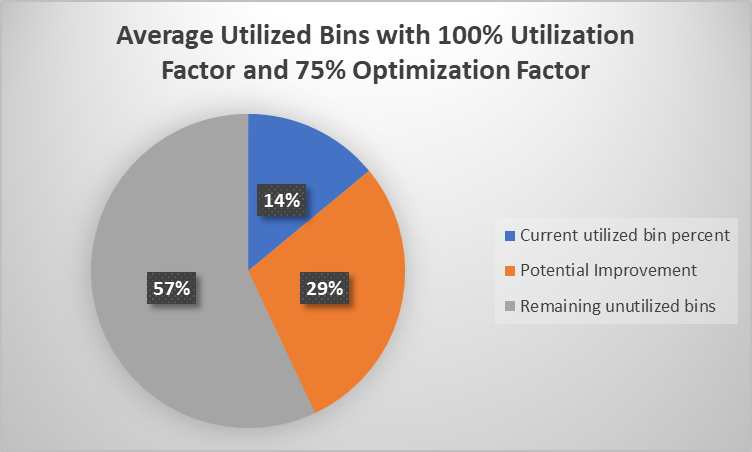 Average Utilized Bins with 100% Utilization
Factor and 75% Optimization Factor
14%
29%
57%
Current utilized bin percent
Potential Improvement
Remaining unutilized bins